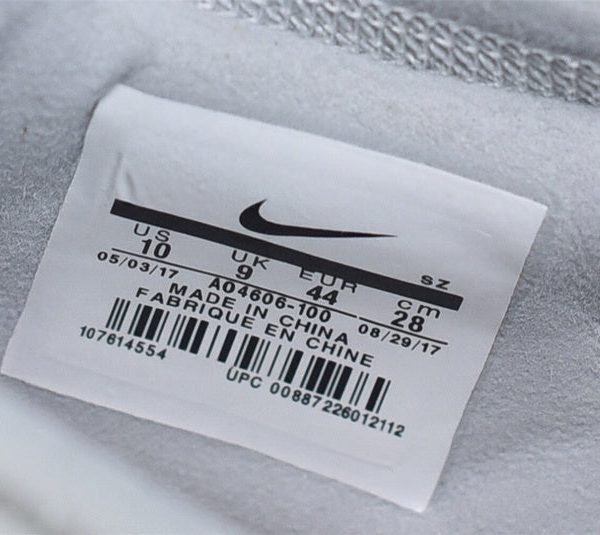 SZ
US UK EUR cm
10 9 44 28
05/03/17 08/29/17
A04606-100
MADE IN CHINA
FABRIQUE EN CHINE
107614554
UPC 00887226012112